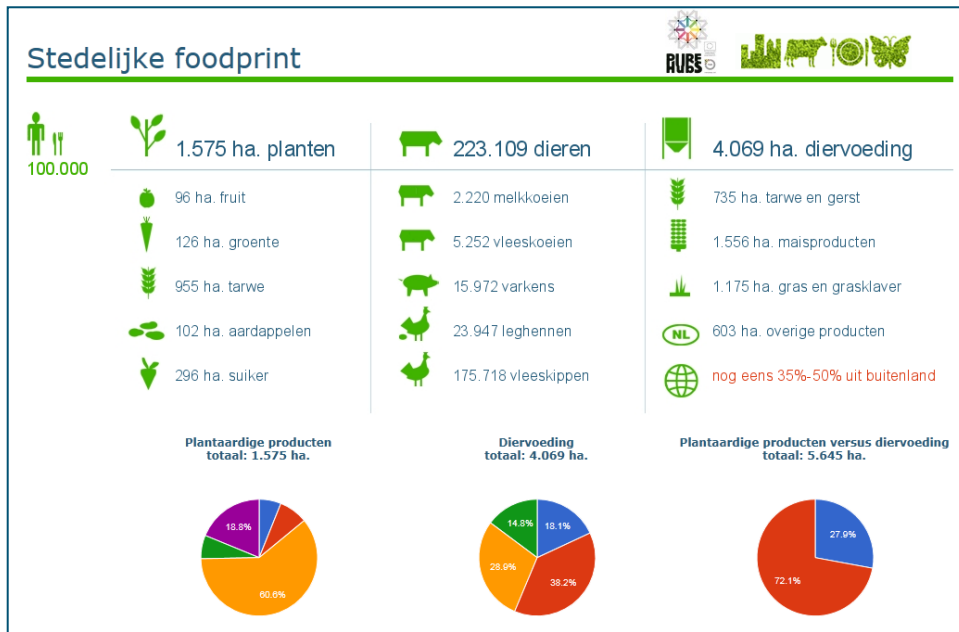 Stedelijke foodprint
PURE
HUBS
100.000
1.575 ha. planten
223.109 dieren
4.069 ha. diervoeding
96 ha. fruit
2.220 melkkoeien
735 ha. tarwe en gerst
126 ha. groente
5.252 vleeskoeien
1.556 ha. maisproducten
955 ha. tarwe
15.972 varkens
1.175 ha. gras en grasklaver
102 ha. aardappelen
23.947 leghennen
NL
603 ha. overige producten
296 ha. suiker
175.718 vleeskippen
nog eens 35%-50% uit buitenland
Plantaardige producten
totaal: 1.575 ha.
Diervoeding
totaal: 4.069 ha.
Plantaardige producten versus diervoeding
totaal: 5.645 ha.
18.8%
60.6%
14.8%
18.1%
28.9%
38.2%
27.9%
72.1%